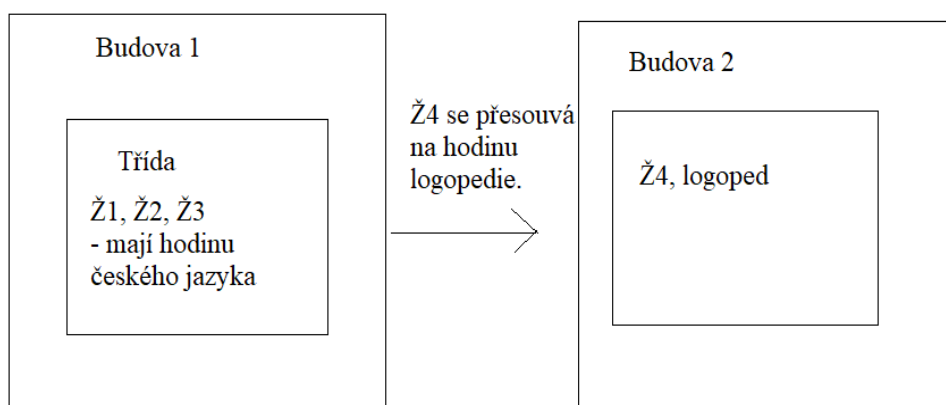 Budova 1
Třída
Ž1, Ž2, Ž3
- mají hodinu
českého jazyka
Ž4 se přesouvá
na hodinu
logopedie.
Budova 2
Ž4, logoped